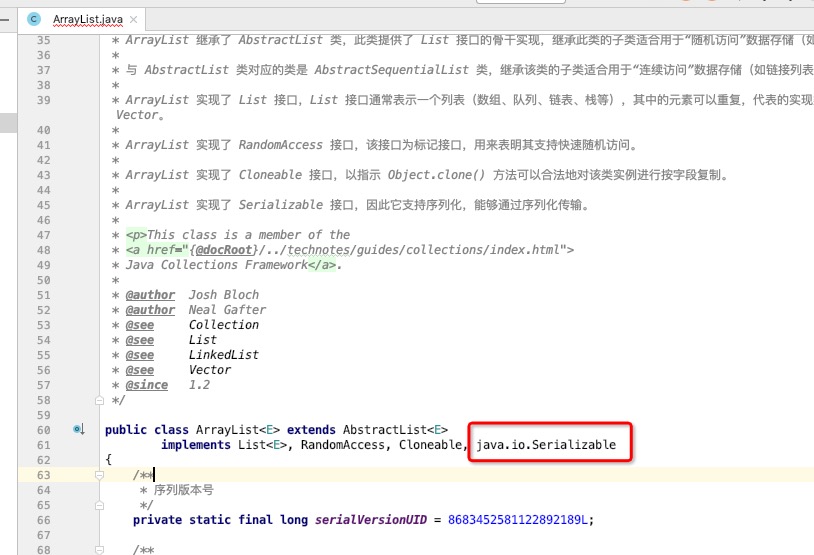 C ArrayList.java ×
35 * ArrayList 继承了 AbstractList 类，此类提供了 List 接口的骨干实现，继承此类的子类适合用于“随机访问”数据存储（如
36 *
37 * 与 AbstractList 类对应的类是 AbstractSequentialList 类，继承该类的子类适用于“连续访问”数据存储（如链接列表
38 *
39 * ArrayList 实现了 List 接口，List 接口通常表示一个列表（数组、队列、链表、栈等），其中的元素可以重复，代表的实现
Vector。
40 *
41 * ArrayList 实现了 RandomAccess 接口，该接口为标记接口，用来表明其支持快速随机访问。
42 *
43 * ArrayList 实现了 Cloneable 接口，以指示 Object.clone() 方法可以合法地对该类实例进行按字段复制。
44 *
45 * ArrayList 实现了 Serializable 接口，因此它支持序列化，能够通过序列化传输。
46 *
47 * <p>This class is a member of the
48 * <a href="{@docRoot}/../technotes/guides/collections/index.html">
49 * Java Collections Framework</a>.
50 *
51 * @author Josh Bloch
52 * @author Neal Gafter
53 * @see Collection
54 * @see List
55 * @see LinkedList
56 * @see Vector
57 * @since 1.2
58 */
59
60 public class ArrayList<E> extends AbstractList<E>
61 implements List<E>, RandomAccess, Cloneable, java.io.Serializable
62 {
63 /**
64 * 序列版本号
65 */
66 private static final long serialVersionUID = 8683452581122892189L;
67
68 /**